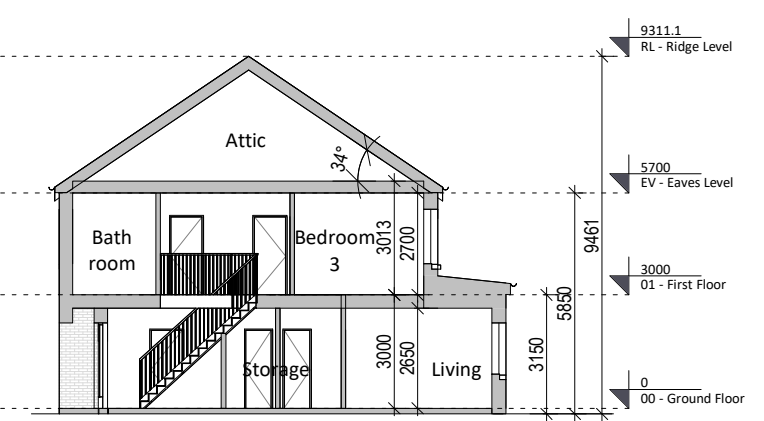 9311.1
RL - Ridge Level
Attic
34°
5700
EV - Eaves Level
Bath
room
Bedroom
3
3013
2700
9461
3000
01 - First Floor
5850
3000
2650
3150
Storage
Living
0
00 - Ground Floor